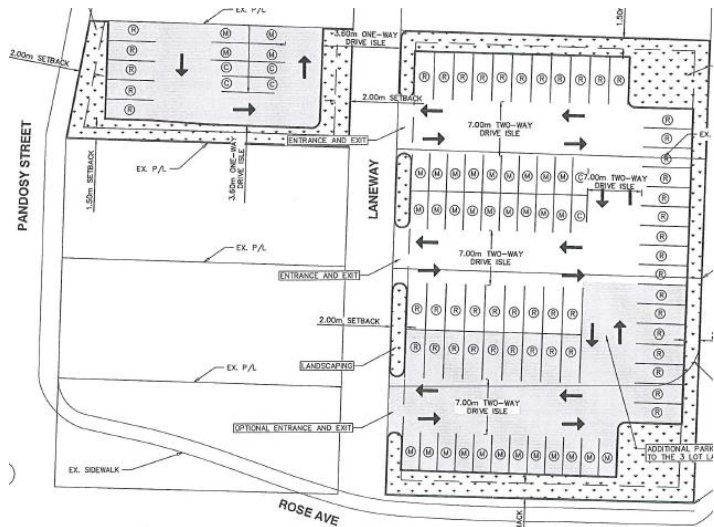 EX. P/L
1.50m
2.00m SETBACK
R M M
R M M
R C C
R C C
R
3.60m ONE-WAY
DRIVE ISLE
R R R R R R R R R R
2.00m SETBACK
7.00m TWO-WAY
DRIVE ISLE
ENTRANCE AND EXIT
EX.
EX. P/L
PANDOSY STREET
1.50m SETBACK
3.60m ONE-WAY
DRIVE ISLE
LANEWAY
M M M M M M M M M C
M M M M M M M M M C
7.00m TWO-WAY
DRIVE ISLE
EX. P/L
7.00m TWO-WAY
DRIVE ISLE
ENTRANCE AND EXIT
R R R R R R R R R
2.00m SETBACK
R R R R R R R R R
LANDSCAPING
EX. P/L
7.00m TWO-WAY
DRIVE ISLE
OPTIONAL ENTRANCE AND EXIT
M M M M M M M M M M M
ADDITIONAL PARK
TO THE 3 LOT LA
EX. SIDEWALK
ROSE AVE
BACK